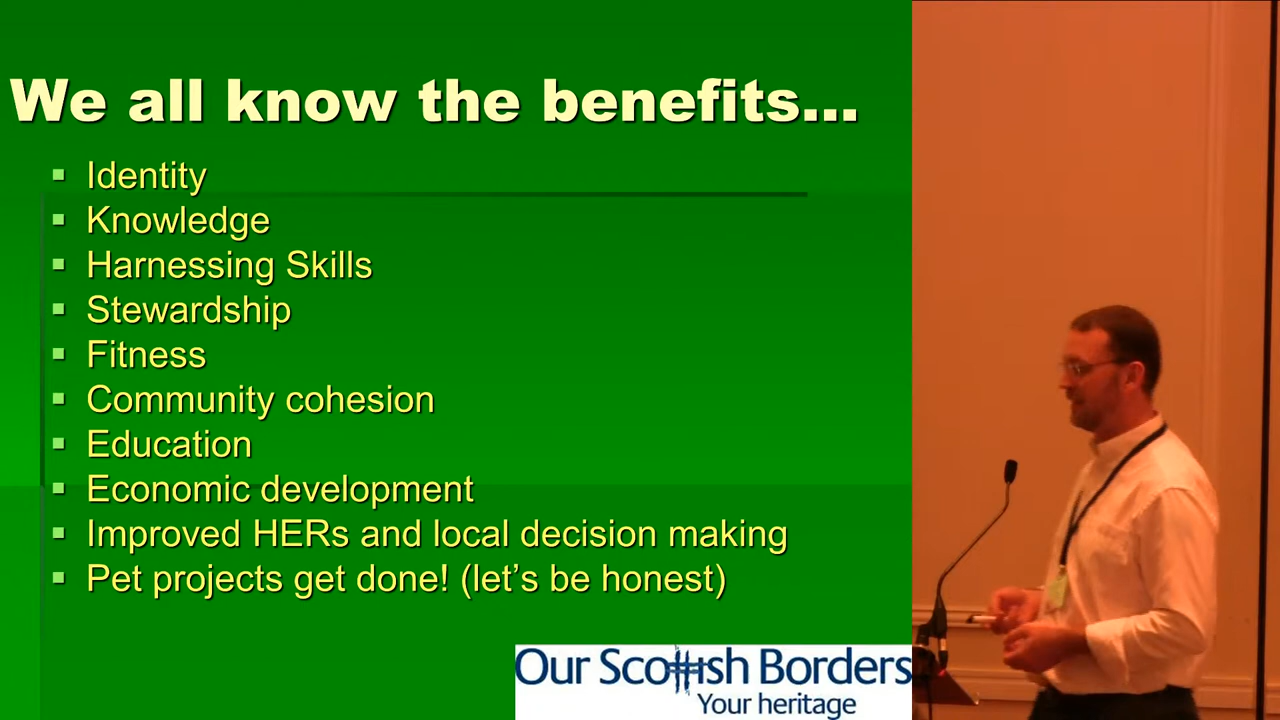 We all know the benefits...
Identity
Knowledge
Harnessing Skills
Stewardship
Fitness
Community cohesion
Education
Economic development
Improved HERs and local decision making
Pet projects get done! (let's be honest)
Our Scottish Borders
Your heritage